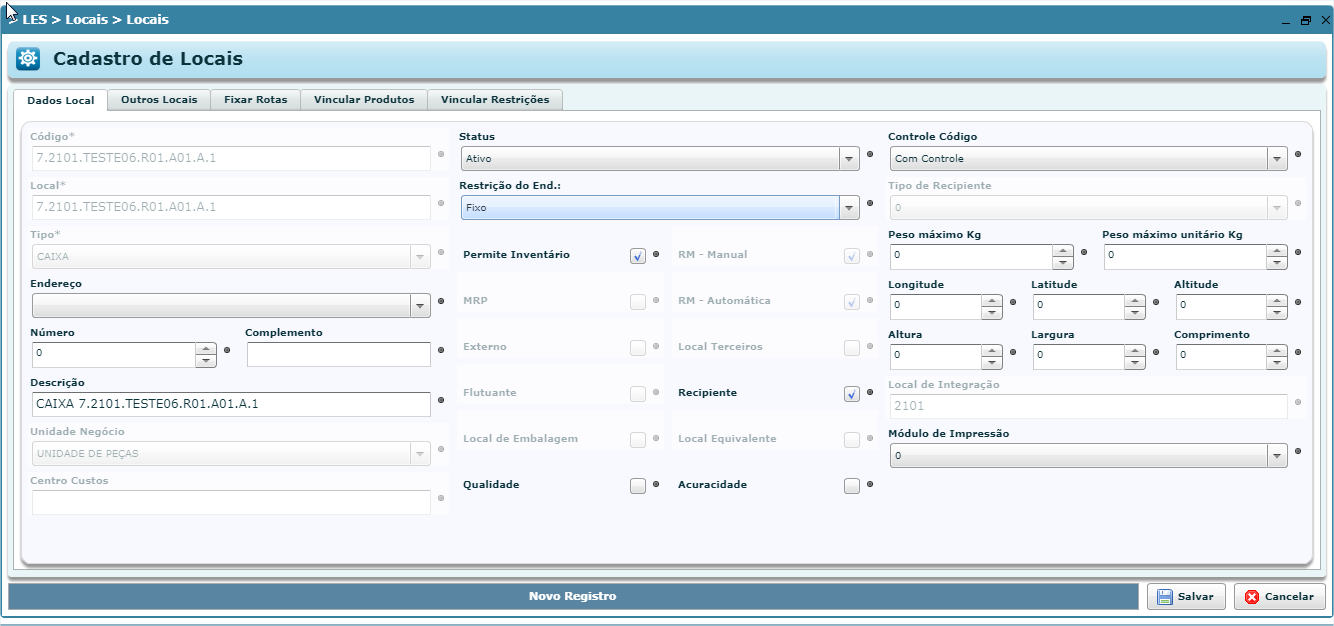 LES > Locais > Locais
Cadastro de Locais
Dados Local
Outros Locais
Fixar Rotas
Vincular Produtos
Vincular Restrições
Código*
7.2101.TESTE06.R01.A01.A.1
Local*
7.2101.TESTE06.R01.A01.A.1
Tipo*
CAIXA
Endereço
Número
Complemento
0
Descrição
CAIXA 7.2101.TESTE06.R01.A01.A.1
Unidade Negócio
UNIDADE DE PEÇAS
Centro Custos
Status
Ativo
Restrição do End.:
Fixo
Permite Inventário
RM - Manual
MRP
RM - Automática
Externo
Local Terceiros
Flutuante
Recipiente
Local de Embalagem
Local Equivalente
Qualidade
Acuracidade
Controle Código
Com Controle
Tipo de Recipiente
0
Peso máximo Kg
Peso máximo unitário Kg
0
0
Longitude
Latitude
Altitude
0
0
0
Altura
Largura
Comprimento
0
0
0
Local de Integração
2101
Módulo de Impressão
0
Novo Registro
Salvar
Cancelar